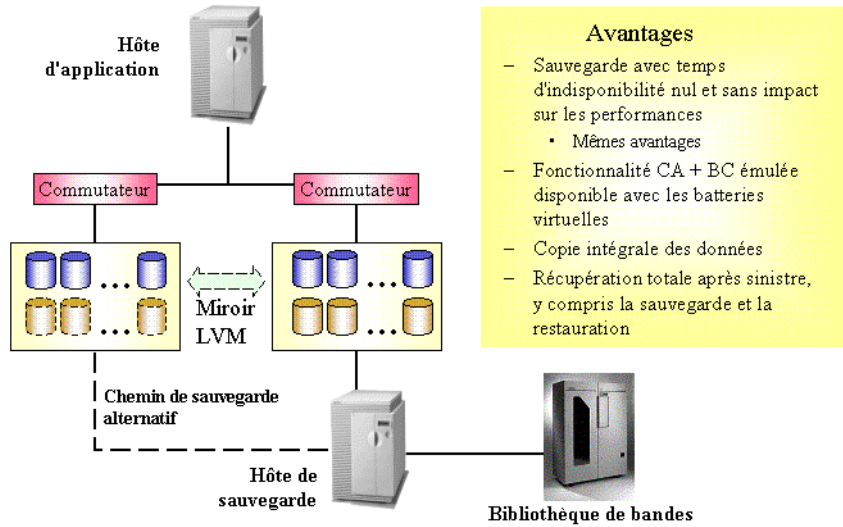 Hôte
d'application
Commutateur
Commutateur
Miroir
LVM
Chemin de sauvegarde
alternatif
Hôte de
sauvegarde
Bibliothèque de bandes
Avantages
– Sauvegarde avec temps
d'indisponibilité nul et sans impact
sur les performances
• Mêmes avantages
– Fonctionnalité CA + BC émulée
disponible avec les batteries
virtuelles
– Copie intégrale des données
– Récupération totale après sinistre,
y compris la sauvegarde et la
restauration